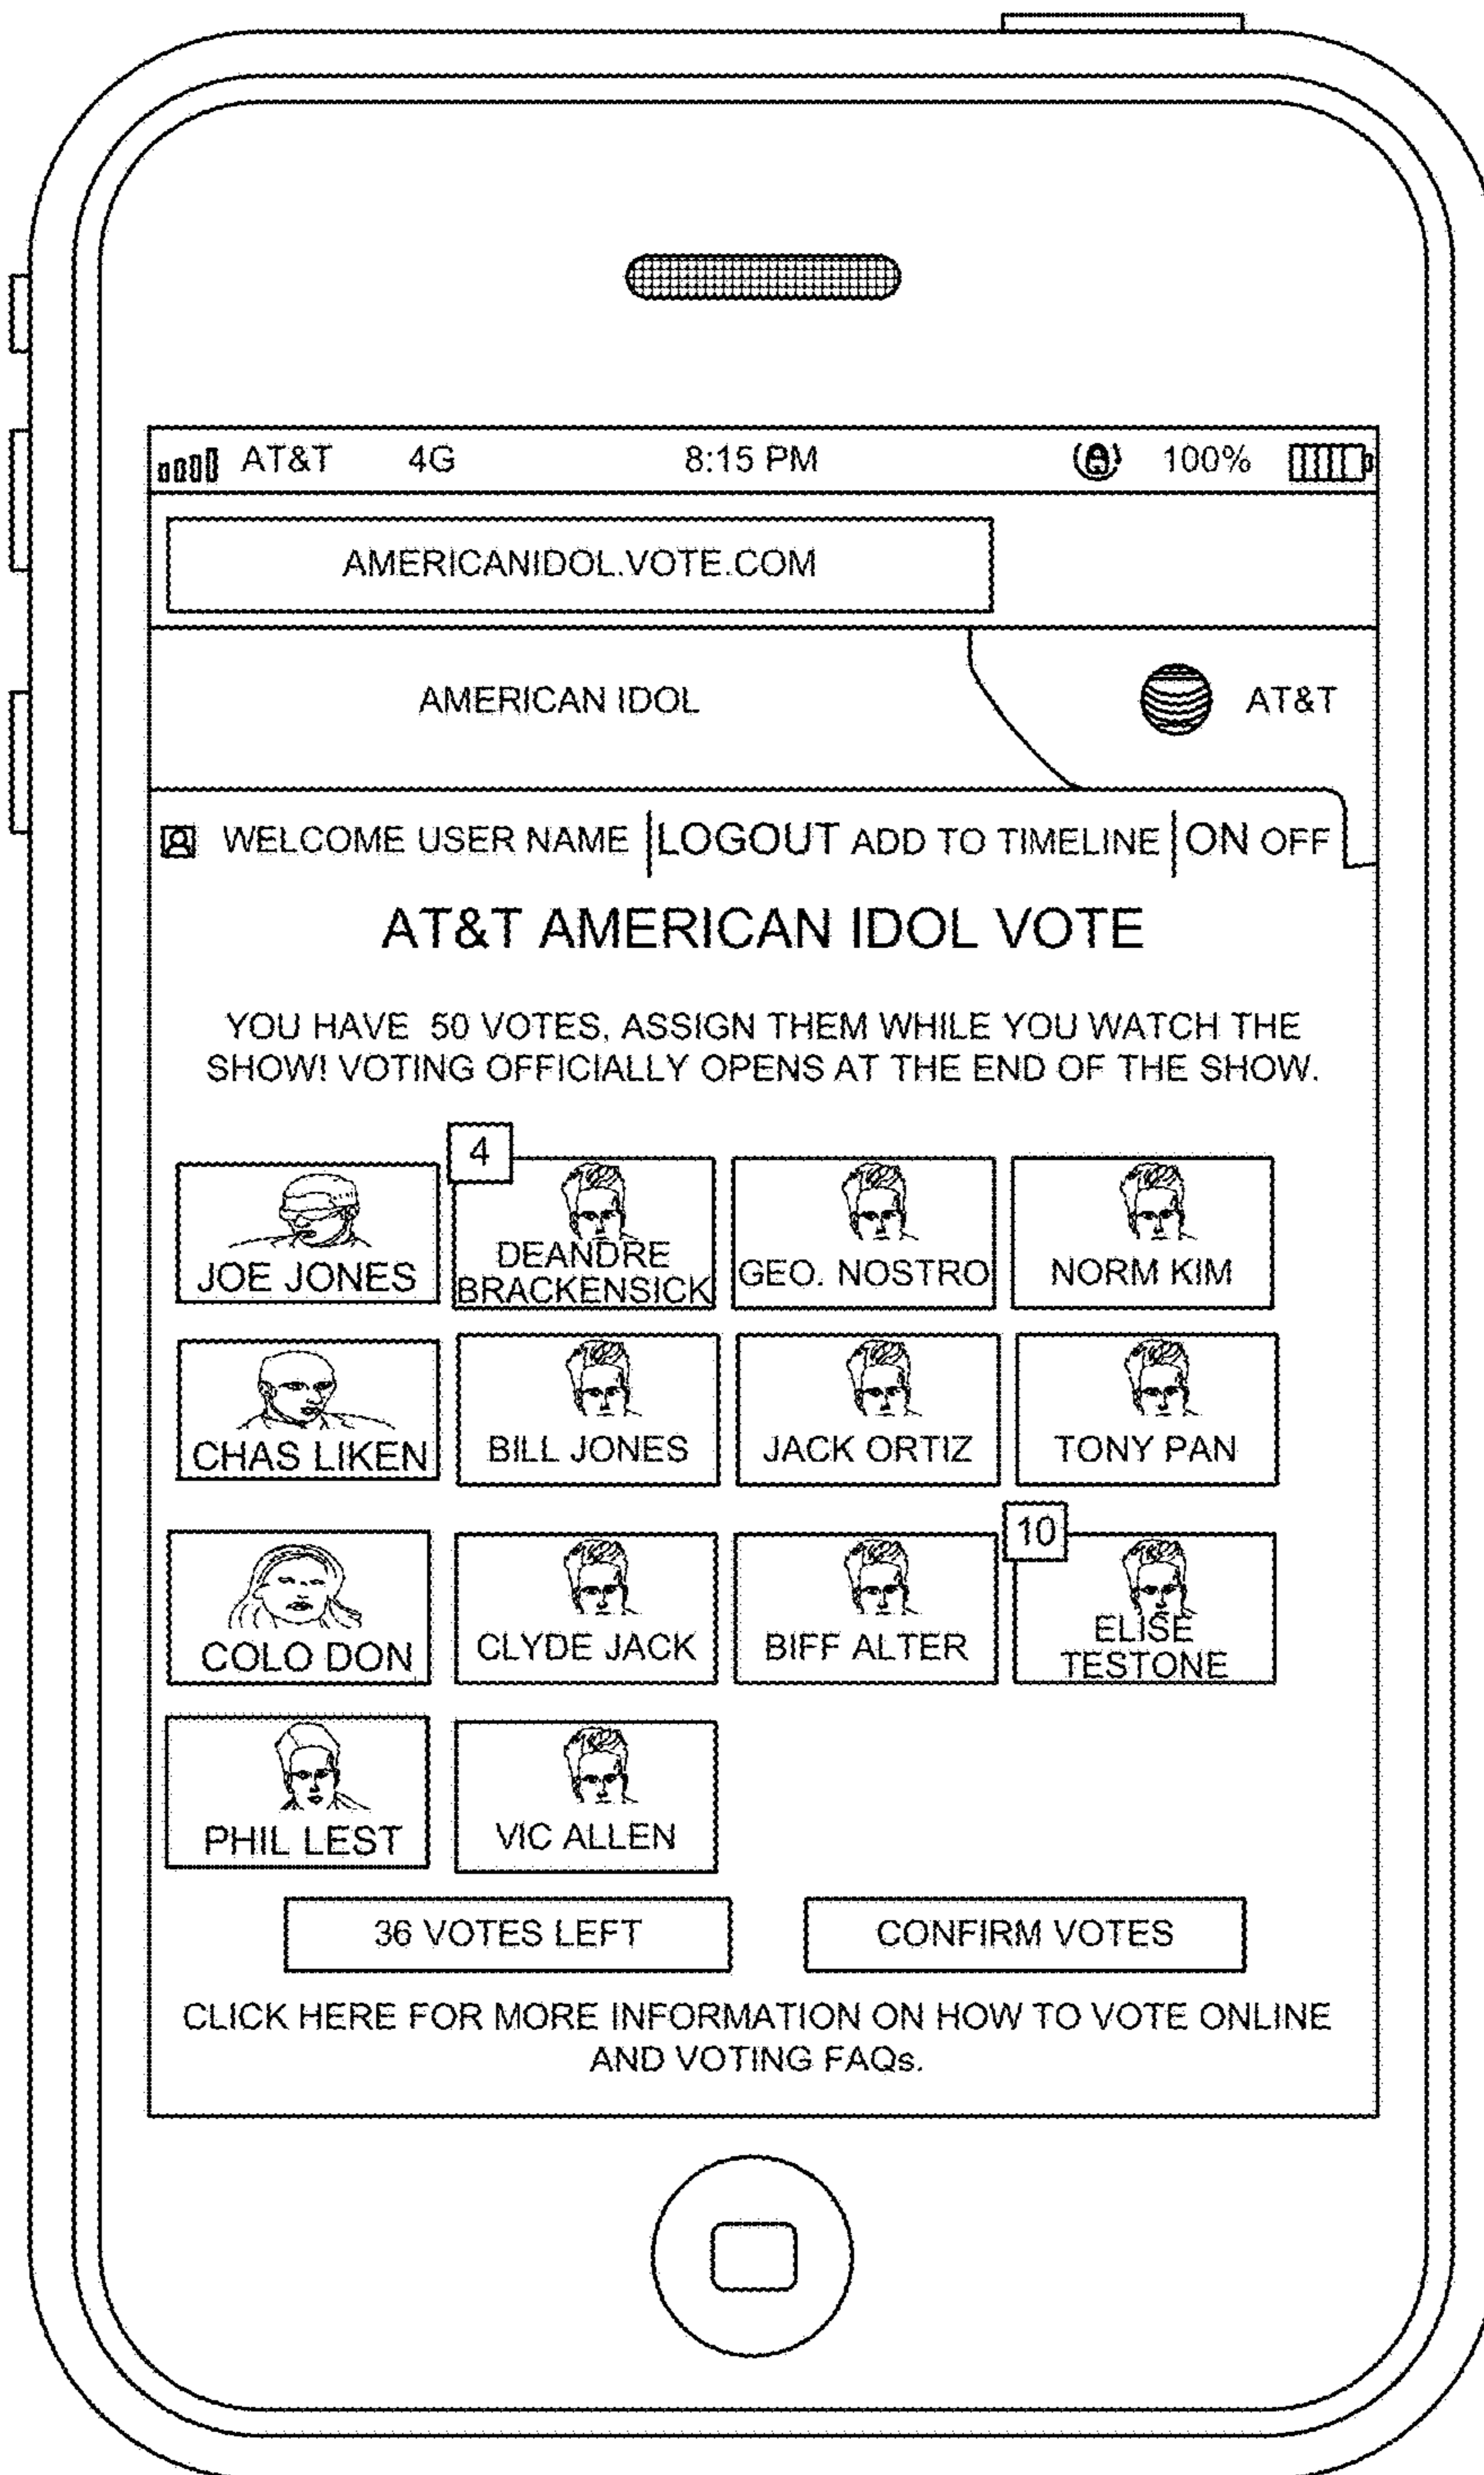 AT&T 4G 8:15 PM 100%
AMERICANIDOL.VOTE.COM
AMERICAN IDOL AT&T
WELCOME USER NAME |LOGOUT ADD TO TIMELINE |ON OFF
AT&T AMERICAN IDOL VOTE
YOU HAVE 50 VOTES, ASSIGN THEM WHILE YOU WATCH THE
SHOW! VOTING OFFICIALLY OPENS AT THE END OF THE SHOW.
JOE JONES
4
DEANDRE
BRACKENSICK
GEO. NOSTRO
NORM KIM
CHAS LIKEN
BILL JONES
JACK ORTIZ
TONY PAN
COLO DON
CLYDE JACK
BIFF ALTER
10
ELISE
TESTONE
PHIL LEST
VIC ALLEN
36 VOTES LEFT
CONFIRM VOTES
CLICK HERE FOR MORE INFORMATION ON HOW TO VOTE ONLINE
AND VOTING FAQs.